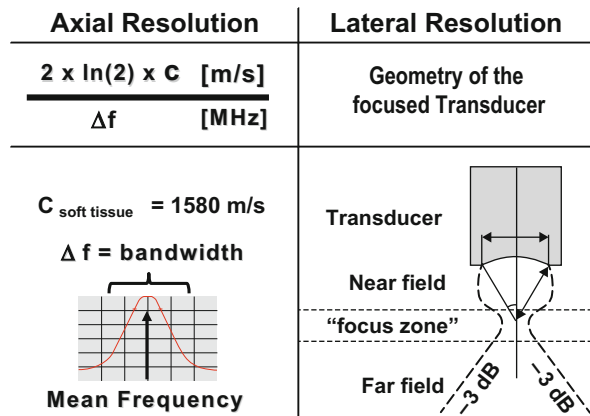 Axial Resolution
Lateral Resolution
2 x ln(2) x C [m/s]
Δf [MHz]
Geometry of the
focused Transducer
C soft tissue = 1580 m/s
Δ f = bandwidth
Mean Frequency
Transducer
Near field
“focus zone”
Far field
-3 dB
-3 dB